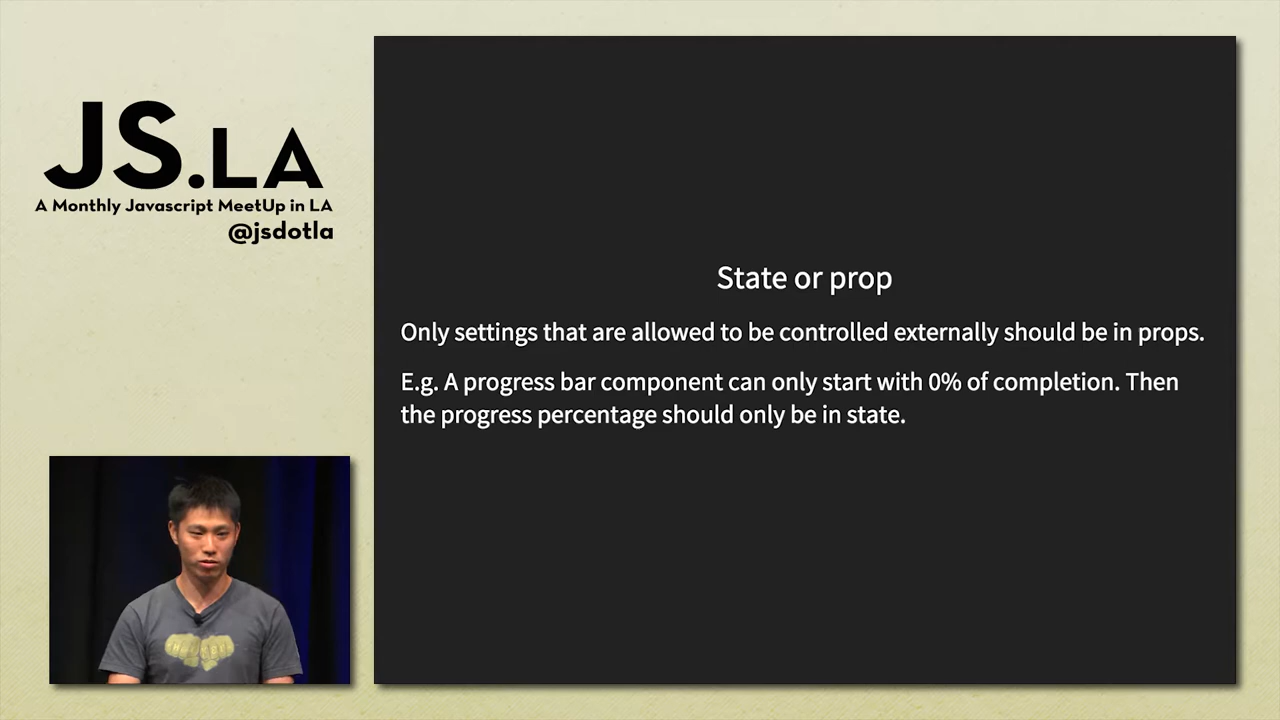 JS.LA
A Monthly Javascript MeetUp in LA
@jsdotla
State or prop
Only settings that are allowed to be controlled externally should be in props.
E.g. A progress bar component can only start with 0% of completion. Then
the progress percentage should only be in state.